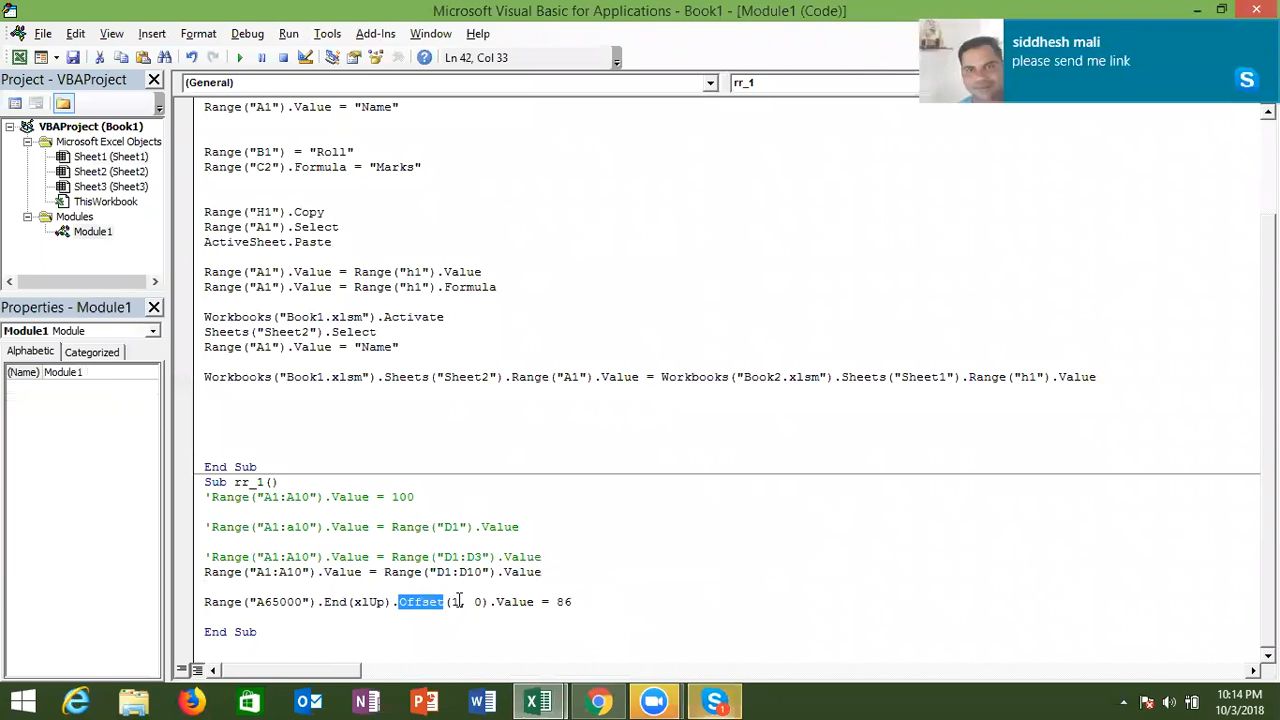 Microsoft Visual Basic for Applications - Book1 - [Module1 (Code)]
File Edit View Insert Format Debug Run Tools Add-Ins Window Help
Ln 42, Col 33
siddhesh mali
please send me link
Project - VBAProject
(General)
rr_1
VBAProject (Book1)
Microsoft Excel Objects
Sheet1 (Sheet1)
Sheet2 (Sheet2)
Sheet3 (Sheet3)
ThisWorkbook
Modules
Module1
Properties - Module1
Module1 Module
Alphabetic Categorized
(Name) Module1
Range("A1").Value = "Name"
Range("B1") = "Roll"
Range("C2").Formula = "Marks"
Range("H1").Copy
Range("A1").Select
ActiveSheet.Paste
Range("A1").Value = Range("h1").Value
Range("A1").Value = Range("h1").Formula
Workbooks("Book1.xlsm").Activate
Sheets("Sheet2").Select
Range("A1").Value = "Name"
Workbooks("Book1.xlsm").Sheets("Sheet2").Range("A1").Value = Workbooks("Book2.xlsm").Sheets("Sheet1").Range("h1").Value
End Sub
Sub rr_1()
'Range("A1:A10").Value = 100
'Range("A1:a10").Value = Range("D1").Value
'Range("A1:A10").Value = Range("D1:D3").Value
Range("A1:A10").Value = Range("D1:D10").Value
Range("A65000").End(xlUp).Offset(1, 0).Value = 86
End Sub
10:14 PM
10/3/2018